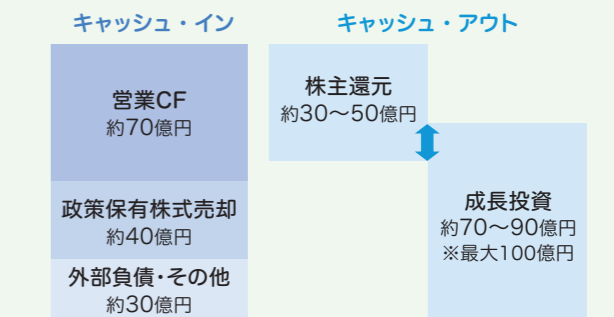 キャッシュ・イン
営業CF
約70億円
政策保有株式売却
約40億円
外部負債・その他
約30億円
キャッシュ・アウト
株主還元
約30～50億円
成長投資
約70～90億円
※最大100億円